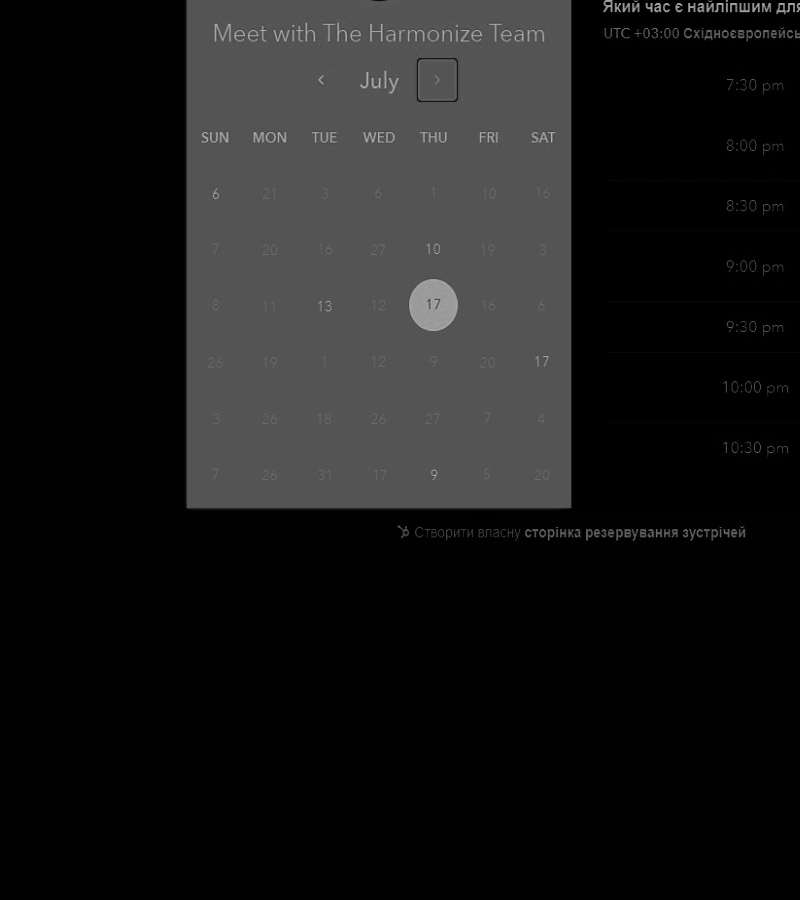 Meet with The Harmonize Team
July
SUN MON TUE WED THU FRI SAT
6 21 3 6 1 10 16
7 20 16 27 10 19 3
8 11 13 12 17 16 6
26 19 1 12 9 20 17
3 26 18 26 27 7 4
7 26 31 17 9 5 20
Який час є найліпшим
UTC +03:00
7:30 pm
8:00 pm
8:30 pm
9:00 pm
9:30 pm
10:00 pm
10:30 pm
Створити власну сторінка резервування зустрічей